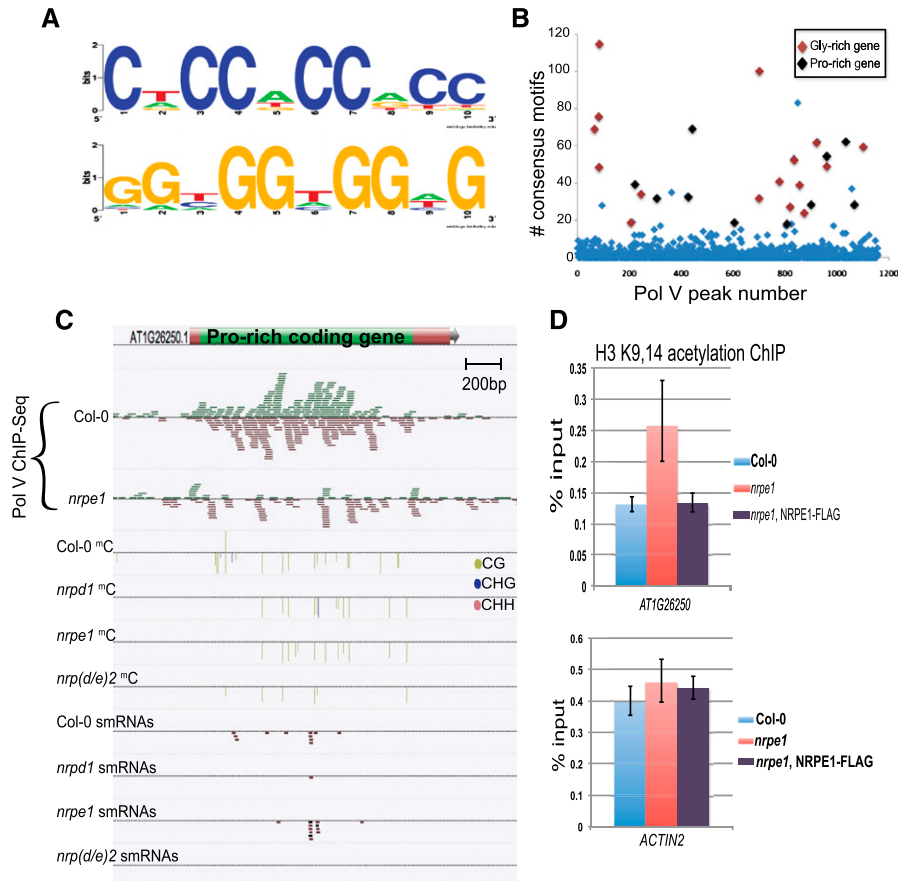 A
2
bits
1
0
C T CC A CC A C C
1 2 3 4 5 6 7 8 9 10
5′ 3′
weblogo.berkeley.edu
2
bits
1
0
G G T GG T GG A G
1 2 3 4 5 6 7 8 9 10
5′ 3′
weblogo.berkeley.edu
B
# consensus motifs
120
100
80
60
40
20
0
0 200 400 600 800 1000 1200
Pol V peak number
Gly-rich gene
Pro-rich gene
C
AT1G26250.1
Pro-rich coding gene
200bp
Pol V ChIP-Seq
Col-0
nrpe1
Col-0 mC
nrpd1 mC
nrpe1 mC
nrp(d/e)2 mC
CG
CHG
CHH
Col-0 smRNAs
nrpd1 smRNAs
nrpe1 smRNAs
nrp(d/e)2 smRNAs
D
H3 K9,14 acetylation ChIP
% input
0.35
0.3
0.25
0.2
0.15
0.1
0.05
0
AT1G26250
Col-0
nrpe1
nrpe1, NRPE1-FLAG
% input
0.6
0.5
0.4
0.3
0.2
0.1
0
ACTIN2
Col-0
nrpe1
nrpe1, NRPE1-FLAG